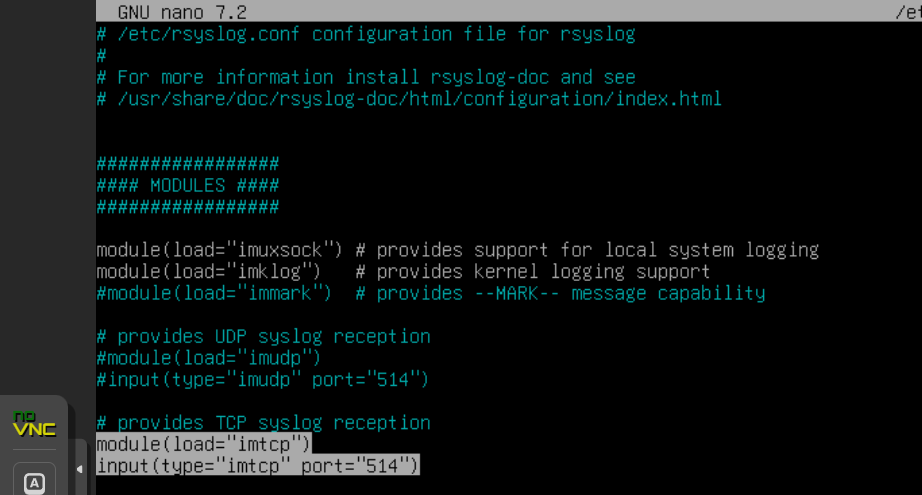 GNU nano 7.2 /et
# /etc/rsyslog.conf configuration file for rsyslog
#
# For more information install rsyslog-doc and see
# /usr/share/doc/rsyslog-doc/html/configuration/index.html
#################
#### MODULES ####
#################
module(load="imuxsock") # provides support for local system logging
module(load="imklog")   # provides kernel logging support
#module(load="immark")  # provides --MARK-- message capability
# provides UDP syslog reception
#module(load="imudp")
#input(type="imudp" port="514")
# provides TCP syslog reception
module(load="imtcp")
input(type="imtcp" port="514")
no
VNC
A